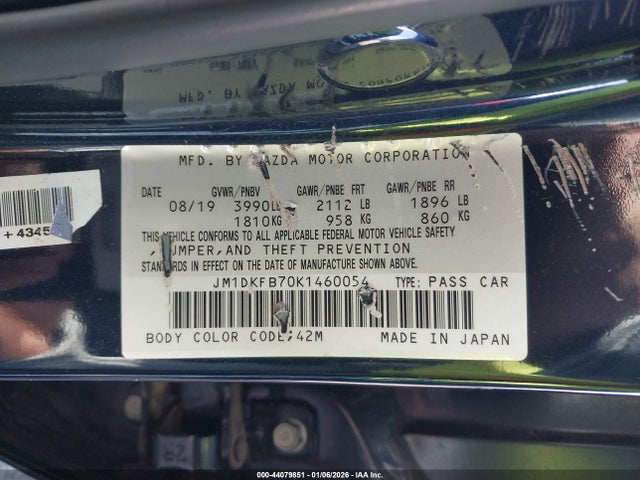 MFD. BY MAZDA MOTOR CORPORATION
DATE GVWR/PNBV GAWR/PNBE FRT GAWR/PNBE RR
08/19 3990LB 2112 LB 1896 LB
1810KG 958 KG 860 KG
THIS VEHICLE CONFORMS TO ALL APPLICABLE FEDERAL MOTOR VEHICLE SAFETY
,BUMPER,AND THEFT PREVENTION
STANDARDS IN EFFECT ON THE DATE OF MANUFACTURE SHOWN ABOVE.
JM1DKFB70K1460054 TYPE: PASS CAR
BODY COLOR CODE:42M MADE IN JAPAN
+ 4345
28
000-44079851 | 01/06/2026 - © IAA, Inc. IAA